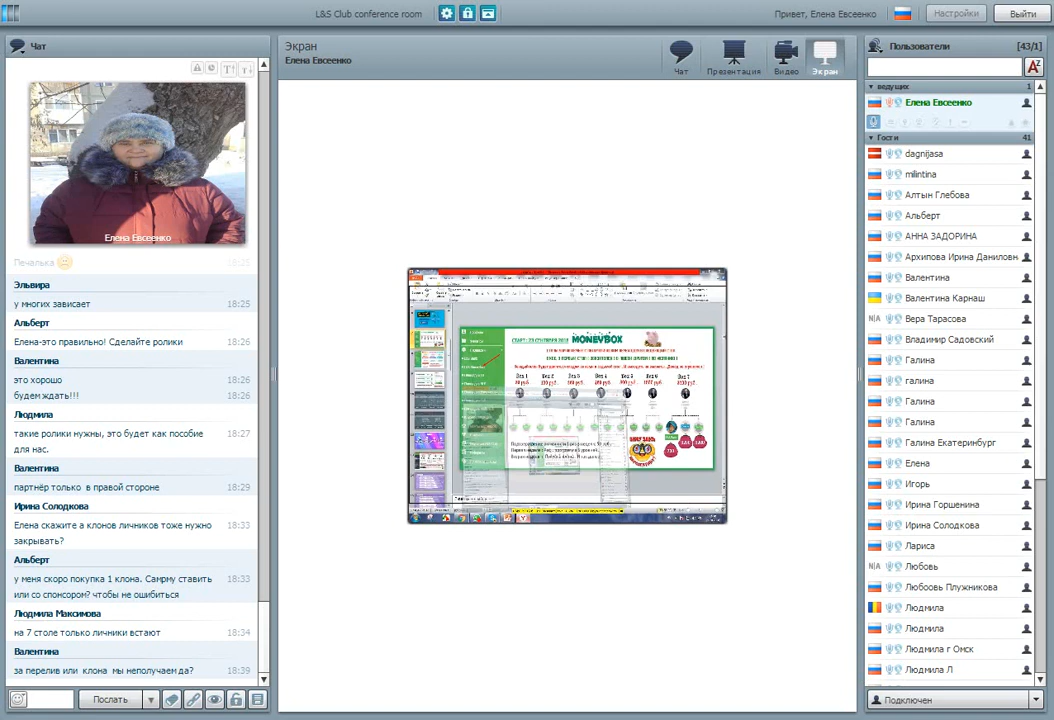 L&S Club conference room
Привет, Елена Евсеенко
Настройки
Выйти
Чат
Елена Евсеенко
Печалька
18:25
Эльвира
у многих зависает 18:25
Альберт
Елена-это правильно! Сделайте ролики 18:26
Валентина
это хорошо 18:26
будем ждать!!! 18:26
Людмила
такие ролики нужны, это будет как пособие 18:27
для нас.
Валентина
партнёр только в правой стороне 18:29
Ирина Солодкова
Елена скажите а клонов личников тоже нужно 18:33
закрывать?
Альберт
у меня скоро покупка 1 клона. Самрму ставить 18:33
или со спонсором? чтобы не ошибиться
Людмила Максимова
на 7 столе только личники встают 18:34
Валентина
за перелив или клона мы неполучаем да? 18:39
Послать
Экран
Елена Евсеенко
Чат
Презентация
Видео
Экран
MONEYBOX
Пользователи [43/1]
ведущих 1
Елена Евсеенко
Гости 41
dagnijasa
milintina
Алтын Глебова
Альберт
АННА ЗАДОРИНА
Архипова Ирина Даниловн
Валентина
Валентина Карнаш
N|A Вера Тарасова
Владимир Садовский
Галина
галина
Галина
Галина
Галина Екатеринбург
Елена
Игорь
Ирина Горшенина
Ирина Солодкова
Лариса
N|A Любовь
Любоовь Плужникова
Людмила
Людмила
Людмила г Омск
Людмила Л
Подключен